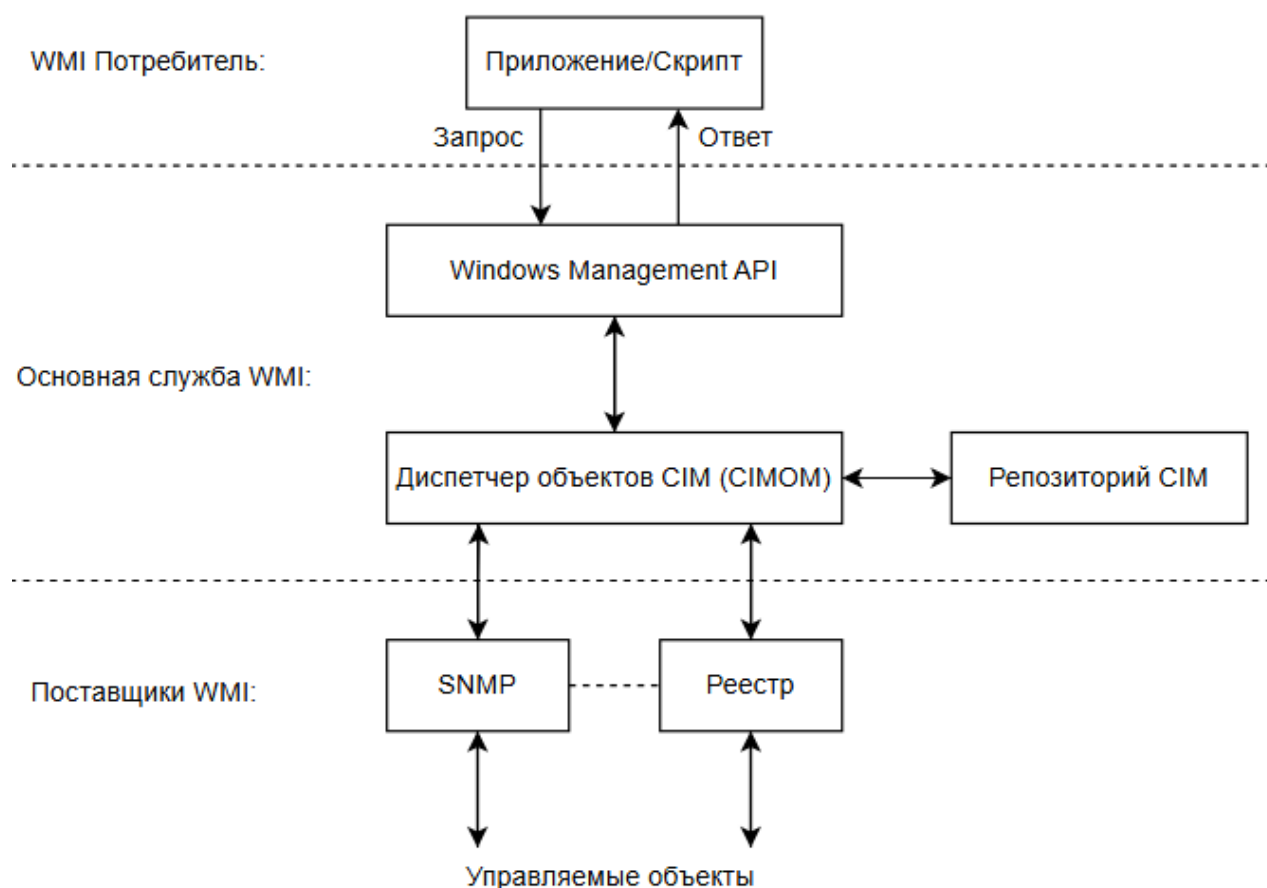 WMI Потребитель:
Приложение/Скрипт
Запрос
Ответ
Windows Management API
Основная служба WMI:
Диспетчер объектов CIM (CIMOM)
Репозиторий CIM
Поставщики WMI:
SNMP
Реестр
Управляемые объекты